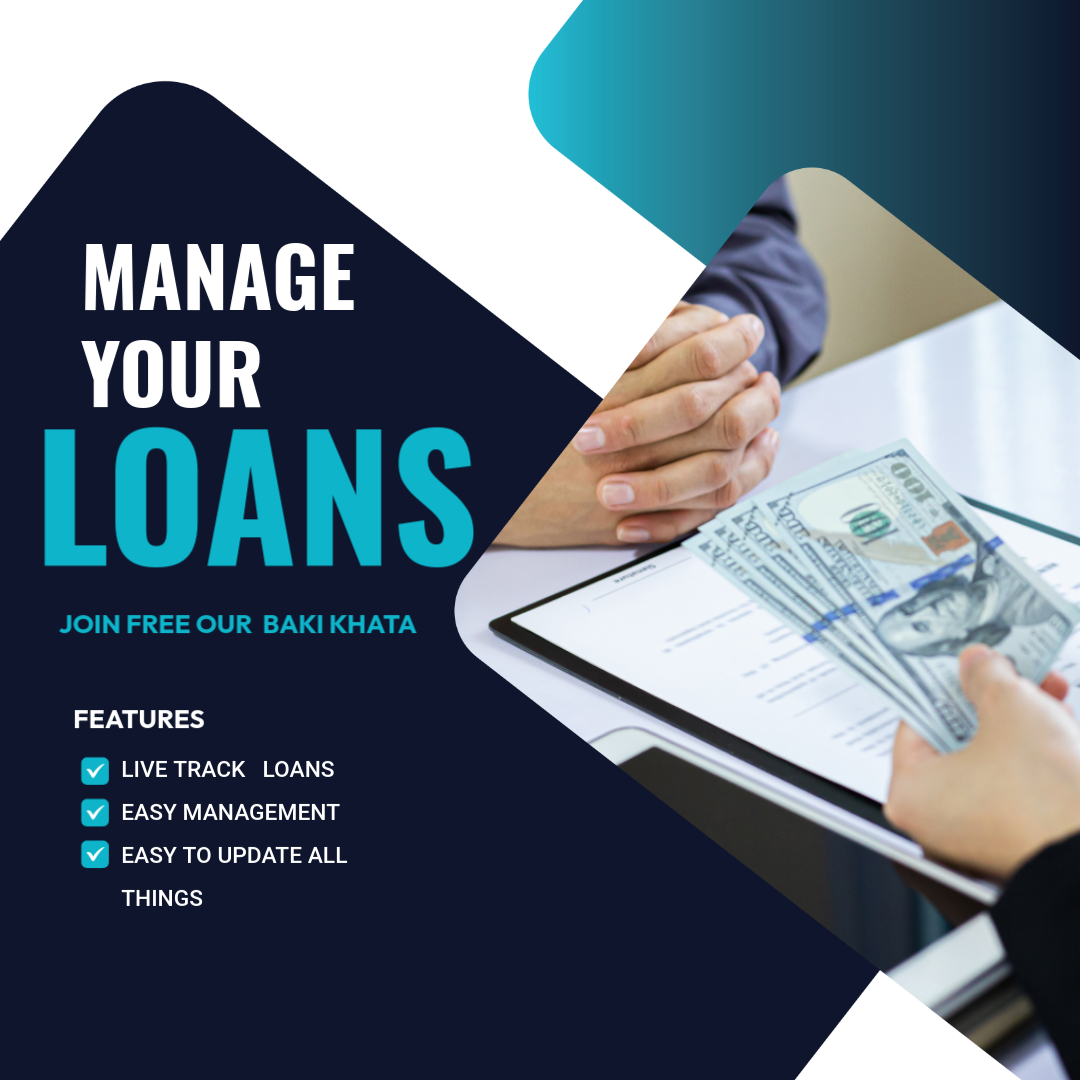 MANAGE
YOUR
LOANS
JOIN FREE OUR  BAKI KHATA
FEATURES
LIVE TRACK   LOANS
EASY MANAGEMENT
EASY TO UPDATE ALL
THINGS
100